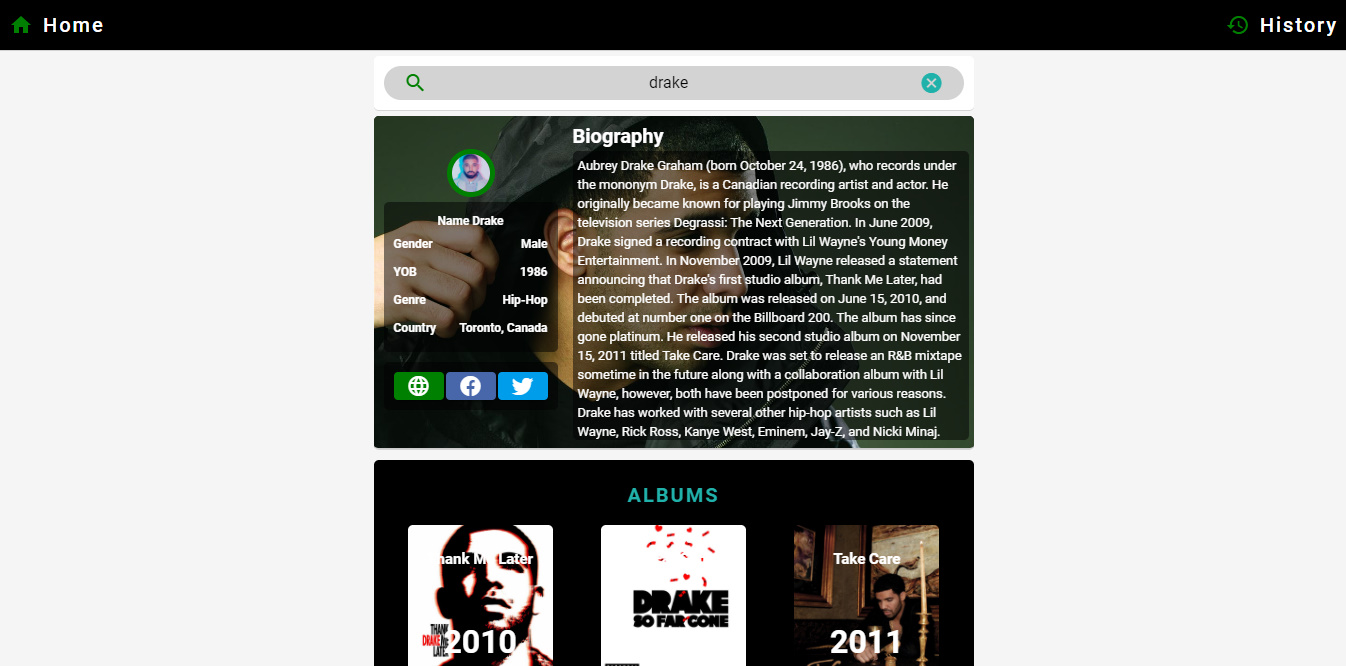 Home
History
drake
Biography
Aubrey Drake Graham (born October 24, 1986), who records under
the mononym Drake, is a Canadian recording artist and actor. He
originally became known for playing Jimmy Brooks on the
television series Degrassi: The Next Generation. In June 2009,
Drake signed a recording contract with Lil Wayne's Young Money
Entertainment. In November 2009, Lil Wayne released a statement
announcing that Drake's first studio album, Thank Me Later, had
been completed. The album was released on June 15, 2010, and
debuted at number one on the Billboard 200. The album has since
gone platinum. He released his second studio album on November
15, 2011 titled Take Care. Drake was set to release an R&B mixtape
sometime in the future along with a collaboration album with Lil
Wayne, however, both have been postponed for various reasons.
Drake has worked with several other hip-hop artists such as Lil
Wayne, Rick Ross, Kanye West, Eminem, Jay-Z, and Nicki Minaj.
Name Drake
Gender Male
YOB 1986
Genre Hip-Hop
Country Toronto, Canada
ALBUMS
Thank Me Later
THANK
DRAKE ME
LATER
2010
DRAKE
SO FAR GONE
Take Care
2011